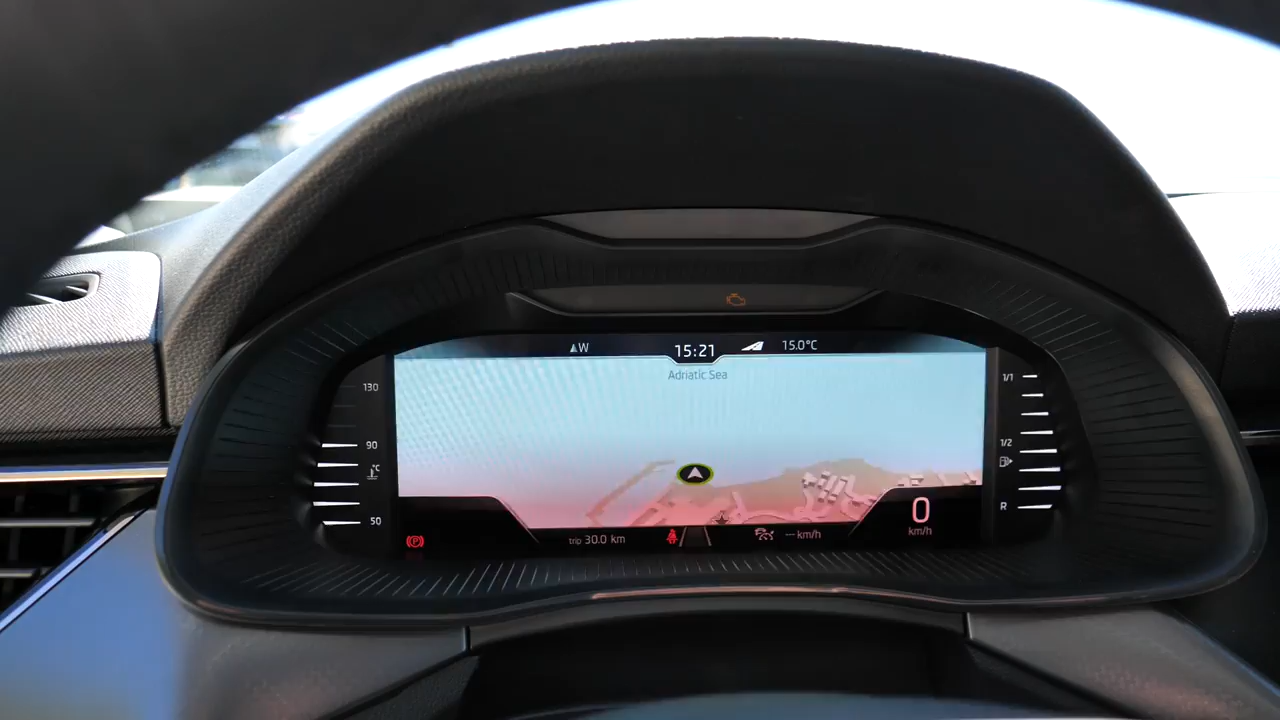 W 15:21 15.0°C
Adriatic Sea
130
90
°C
50
1/1
1/2
R
0
km/h
(P)
trip 30.0 km
--- km/h